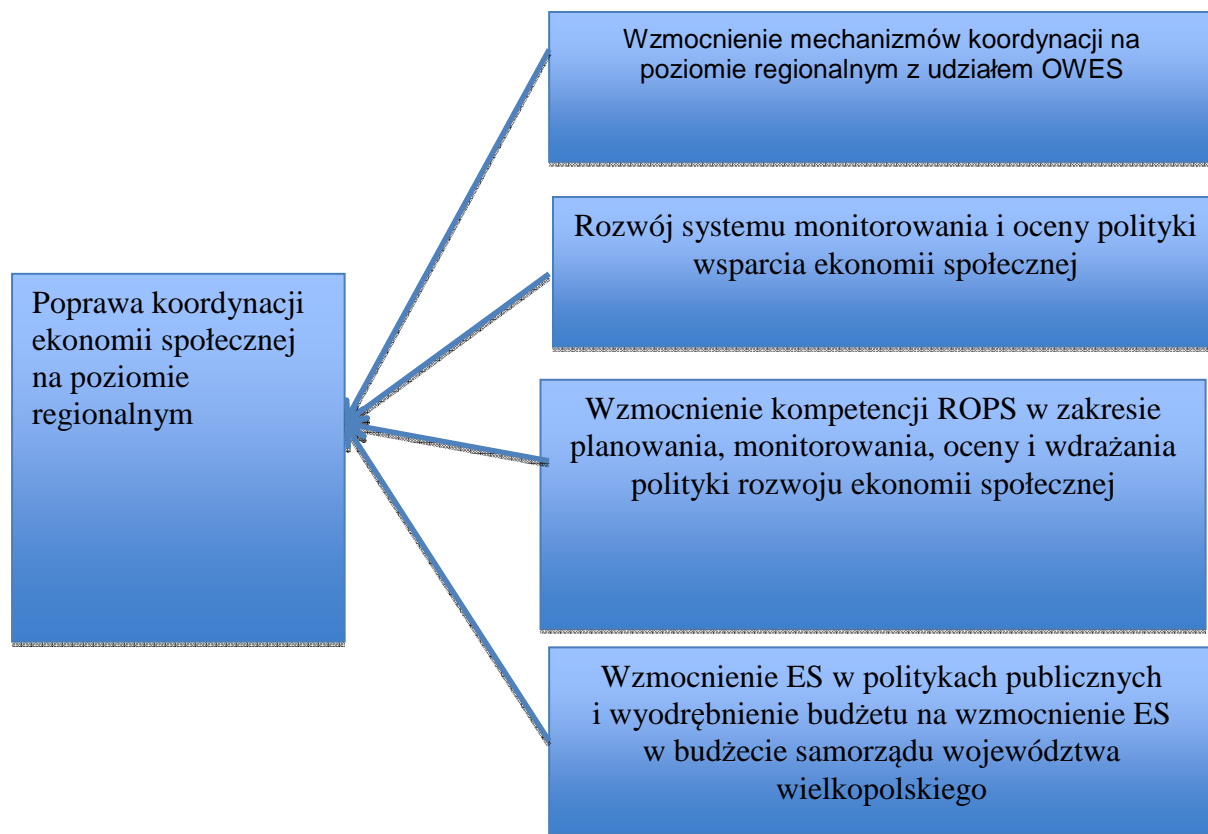 Wzmocnienie mechanizmów koordynacji na
poziomie regionalnym z udziałem OWES
Rozwój systemu monitorowania i oceny polityki
wsparcia ekonomii społecznej
Poprawa koordynacji
ekonomii społecznej
na poziomie
regionalnym
Wzmocnienie kompetencji ROPS w zakresie
planowania, monitorowania, oceny i wdrażania
polityki rozwoju ekonomii społecznej
Wzmocnienie ES w politykach publicznych
i wyodrębnienie budżetu na wzmocnienie ES
w budżecie samorządu województwa
wielkopolskiego